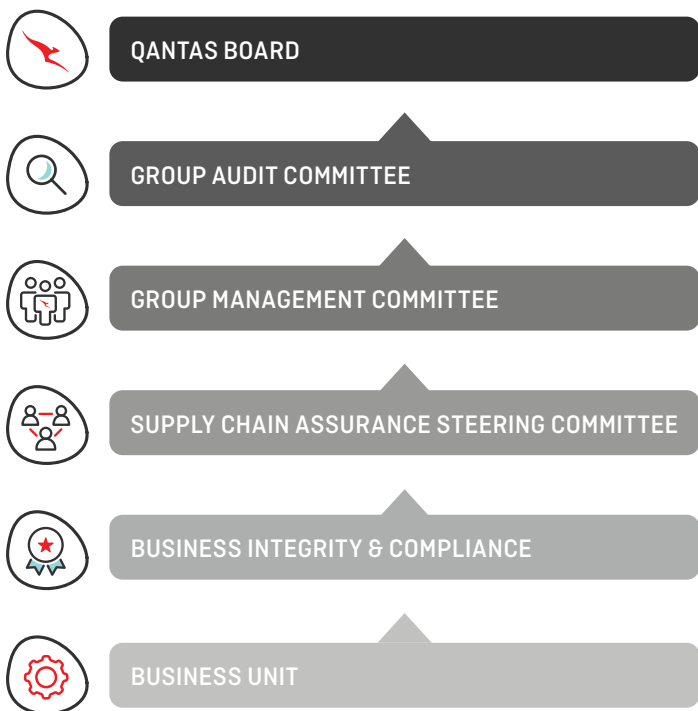 QANTAS BOARD
GROUP AUDIT COMMITTEE
GROUP MANAGEMENT COMMITTEE
SUPPLY CHAIN ASSURANCE STEERING COMMITTEE
BUSINESS INTEGRITY & COMPLIANCE
BUSINESS UNIT